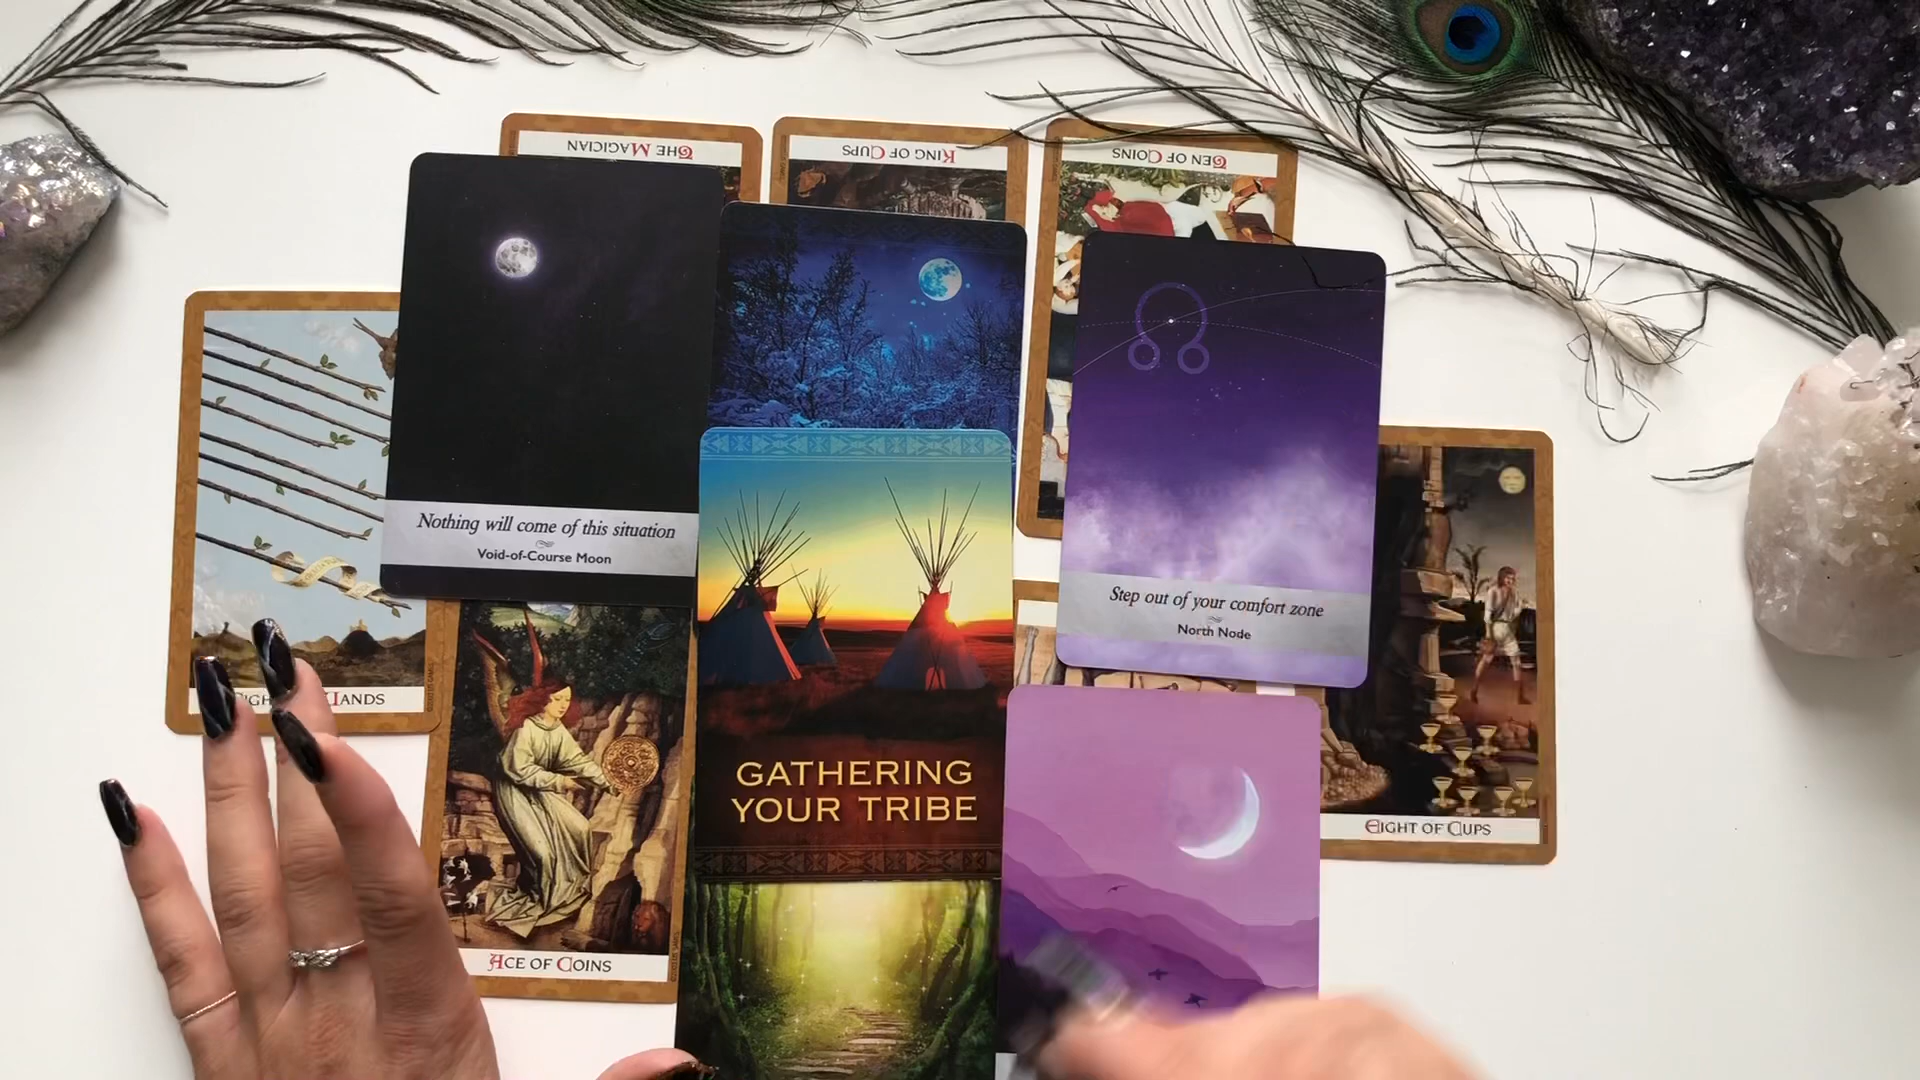 THE MAGICIAN
KING OF CUPS
TEN OF COINS
Nothing will come of this situation
Void-of-Course Moon
Step out of your comfort zone
North Node
GATHERING
YOUR TRIBE
EIGHT OF CUPS
ACE OF COINS